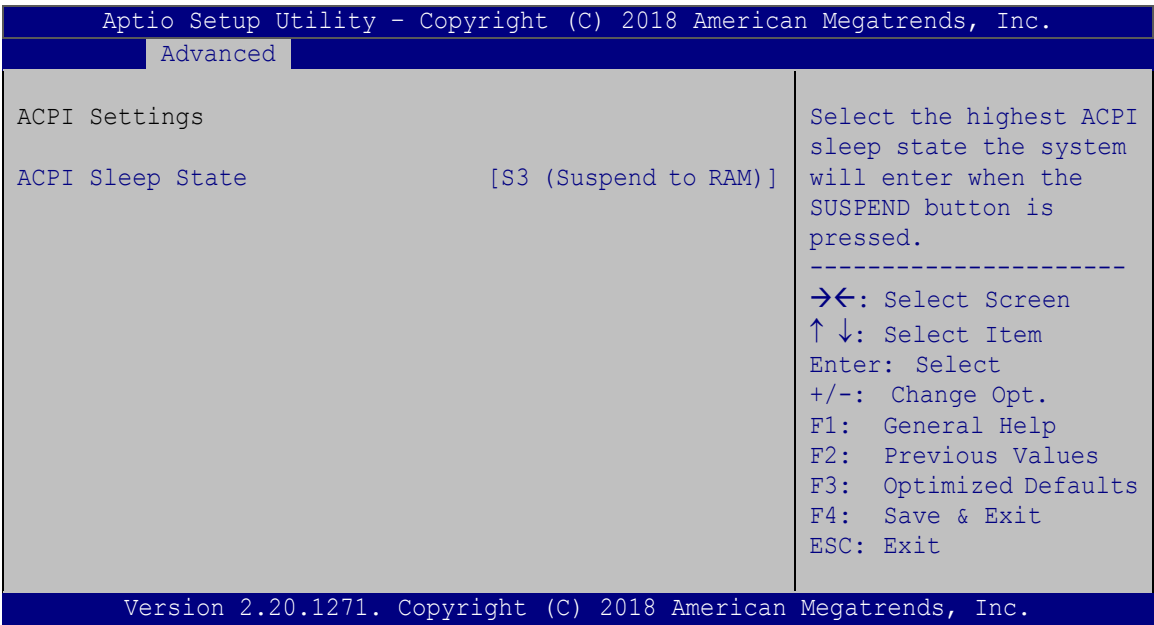 Aptio Setup Utility – Copyright (C) 2018 American Megatrends, Inc.
Advanced
ACPI Settings
ACPI Sleep State [S3 (Suspend to RAM)]
Select the highest ACPI
sleep state the system
will enter when the
SUSPEND button is
pressed.
----------------------
→←: Select Screen
↑ ↓: Select Item
Enter: Select
+/-: Change Opt.
F1: General Help
F2: Previous Values
F3: Optimized Defaults
F4: Save & Exit
ESC: Exit
Version 2.20.1271. Copyright (C) 2018 American Megatrends, Inc.